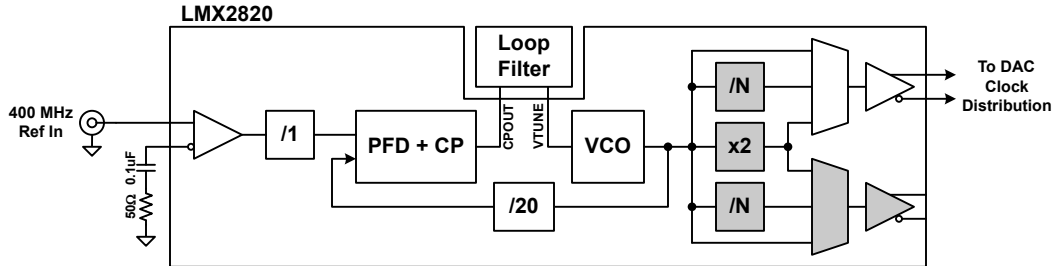 LMX2820
Loop
Filter
400 MHz
Ref In
/1
PFD + CP
CPOUT
VTUNE
VCO
/20
/N
x2
/N
To DAC
Clock
Distribution
50Ω 0.1uF